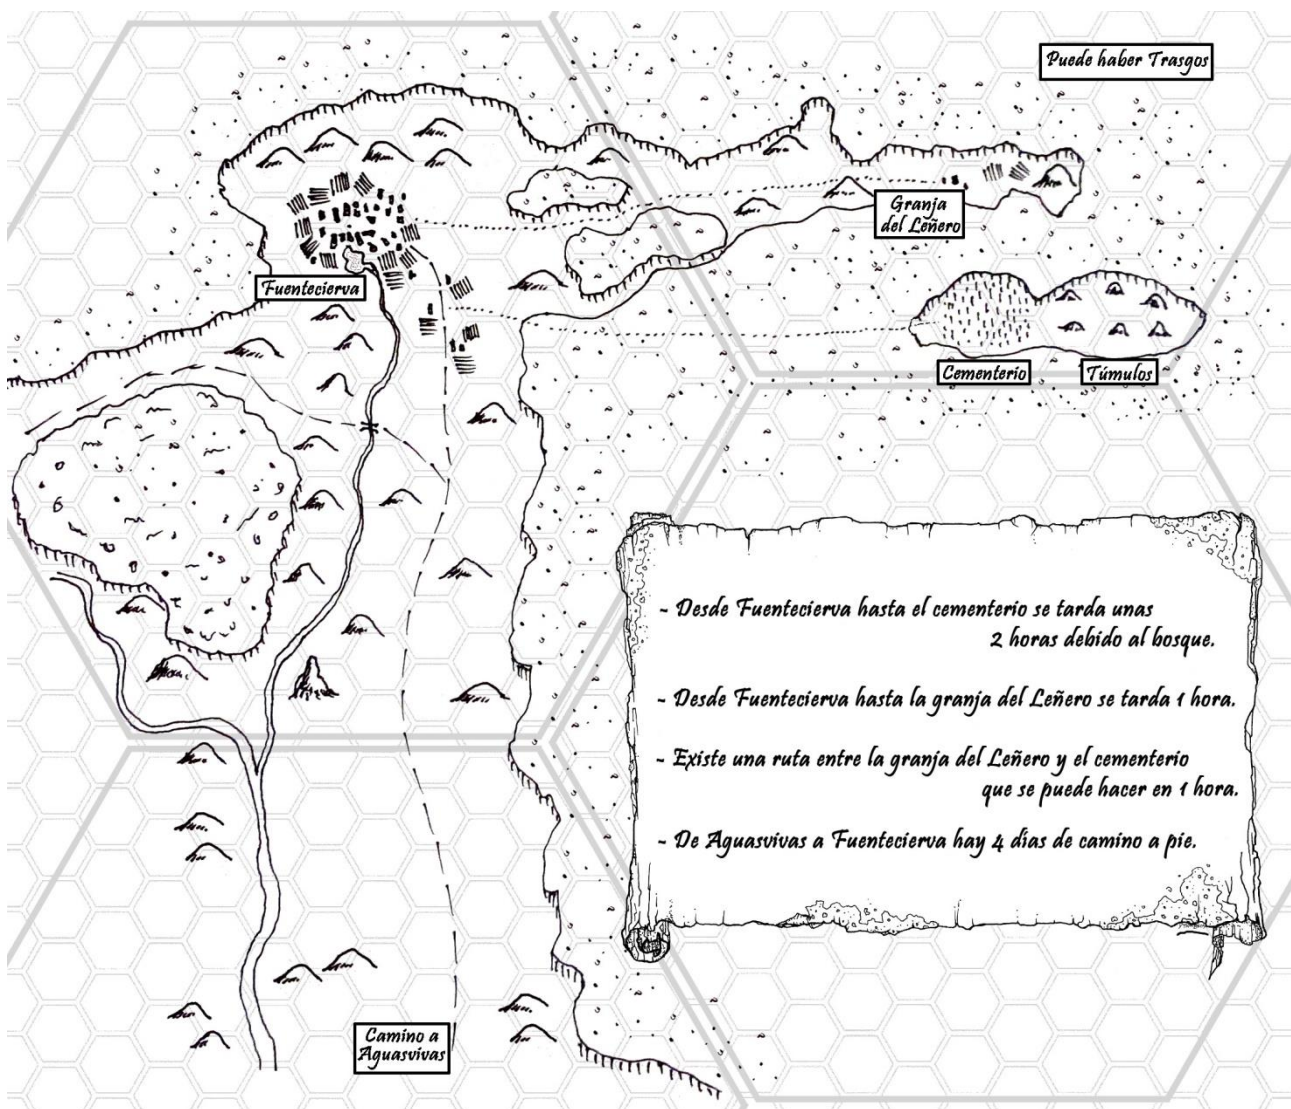 Puede haber Trasgos
Granja
del Leñero
Fuentecierva
Cementerio
Túmulos
- Desde Fuentecierva hasta el cementerio se tarda unas
2 horas debido al bosque.
- Desde Fuentecierva hasta la granja del Leñero se tarda 1 hora.
- Existe una ruta entre la granja del Leñero y el cementerio
que se puede hacer en 1 hora.
- De Aguasvivas a Fuentecierva hay 4 días de camino a pie.
Camino a
Aguasvivas